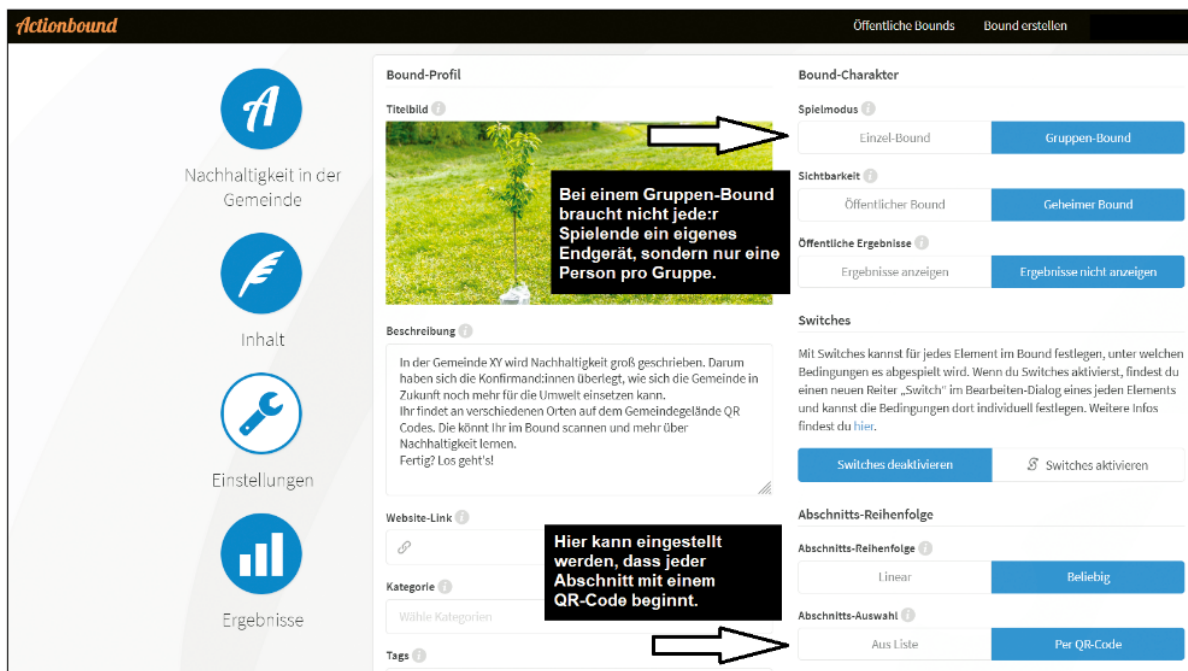 Actionbound
Öffentliche Bounds
Bound erstellen
Nachhaltigkeit in der
Gemeinde
Inhalt
Einstellungen
Ergebnisse
Bound-Profil
Titelbild
Bei einem Gruppen-Bound
braucht nicht jede:r
Spielende ein eigenes
Endgerät, sondern nur eine
Person pro Gruppe.
Beschreibung
In der Gemeinde XY wird Nachhaltigkeit groß geschrieben. Darum
haben sich die Konfirmand:innen überlegt, wie sich die Gemeinde in
Zukunft noch mehr für die Umwelt einsetzen kann.
Ihr findet an verschiedenen Orten auf dem Gemeindegelände QR
Codes. Die könnt Ihr im Bound scannen und mehr über
Nachhaltigkeit lernen.
Fertig? Los geht's!
Website-Link
Hier kann eingestellt
werden, dass jeder
Abschnitt mit einem
QR-Code beginnt.
Kategorie
Wähle Kategorien
Tags
Bound-Charakter
Spielmodus
Einzel-Bound
Gruppen-Bound
Sichtbarkeit
Öffentlicher Bound
Geheimer Bound
Öffentliche Ergebnisse
Ergebnisse anzeigen
Ergebnisse nicht anzeigen
Switches
Mit Switches kannst für jedes Element im Bound festlegen, unter welchen
Bedingungen es abgespielt wird. Wenn du Switches aktivierst, findest du
einen neuen Reiter „Switch" im Bearbeiten-Dialog eines jeden Elements
und kannst die Bedingungen dort individuell festlegen. Weitere Infos
findest du hier.
Switches deaktivieren
Switches aktivieren
Abschnitts-Reihenfolge
Abschnitts-Reihenfolge
Linear
Beliebig
Abschnitts-Auswahl
Aus Liste
Per QR-Code